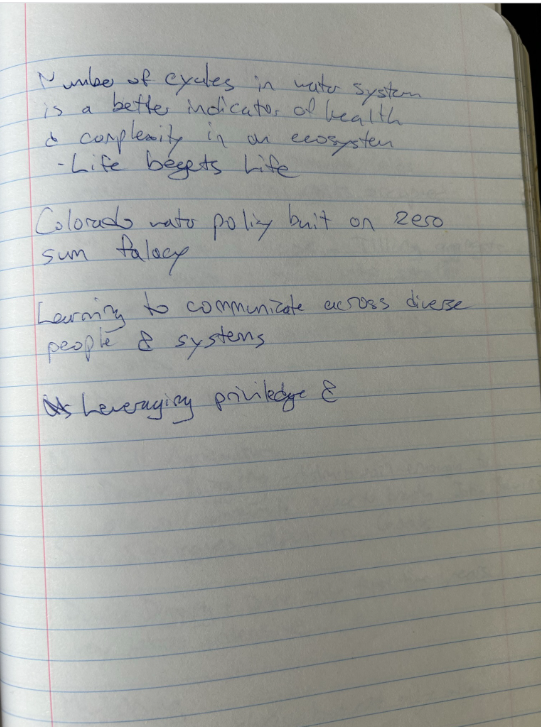 Number of cycles in water system
is a better indicator of health
& complexity in an ecosystem
- Life begets Life
Colorado water policy built on zero
sum falacy
Learning to communicate across diverse
people & systems
Leveraging priviledge &